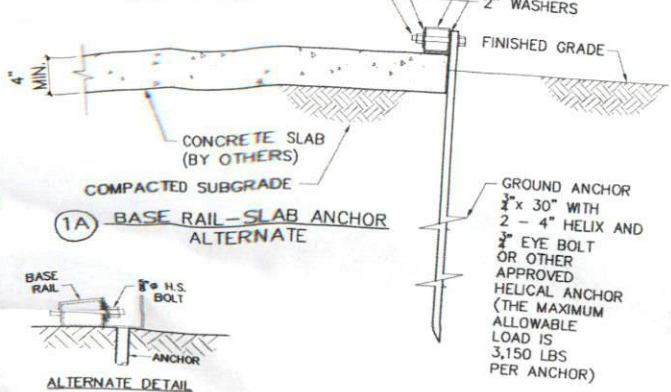 2" WASHERS
FINISHED GRADE
4" MIN.
CONCRETE SLAB
(BY OTHERS)
COMPACTED SUBGRADE
1A BASE RAIL-SLAB ANCHOR
ALTERNATE
GROUND ANCHOR
x 30" WITH
2 - 4" HELIX AND
EYE BOLT
OR OTHER
APPROVED
HELICAL ANCHOR
(THE MAXIMUM
ALLOWABLE
LOAD IS
3,150 LBS
PER ANCHOR)
BASE
RAIL
H.S.
BOLT
ANCHOR
ALTERNATE DETAIL